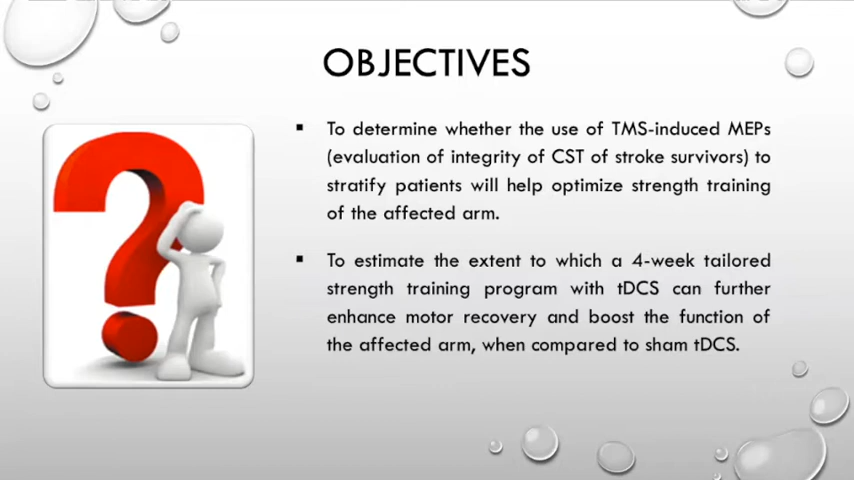 OBJECTIVES
▪ To determine whether the use of TMS-induced MEPs
(evaluation of integrity of CST of stroke survivors) to
stratify patients will help optimize strength training
of the affected arm.
▪ To estimate the extent to which a 4-week tailored
strength training program with tDCS can further
enhance motor recovery and boost the function of
the affected arm, when compared to sham tDCS.